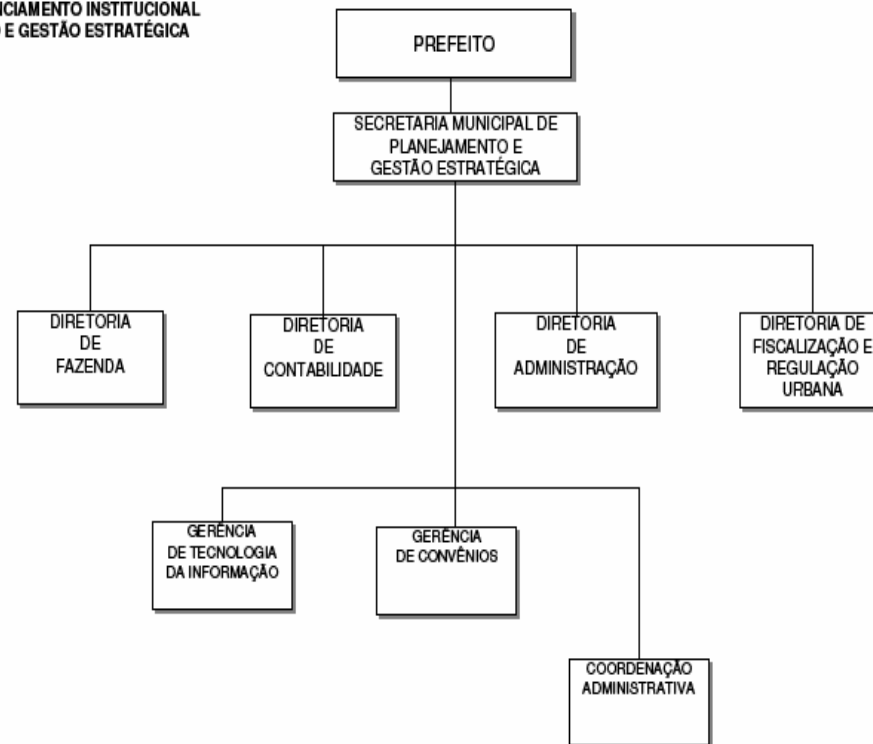 INSTITUCIONAL
E GESTÃO ESTRATÉGICA
PREFEITO
SECRETARIA MUNICIPAL DE
PLANEJAMENTO E
GESTÃO ESTRATÉGICA
DIRETORIA
DE
FAZENDA
DIRETORIA
DE
CONTABILIDADE
DIRETORIA
DE
ADMINISTRAÇÃO
DIRETORIA DE
FISCALIZAÇÃO E
REGULAÇÃO
URBANA
GERÊNCIA
DE TECNOLOGIA
DA INFORMAÇÃO
GERÊNCIA
DE CONVÊNIOS
COORDENAÇÃO
ADMINISTRATIVA